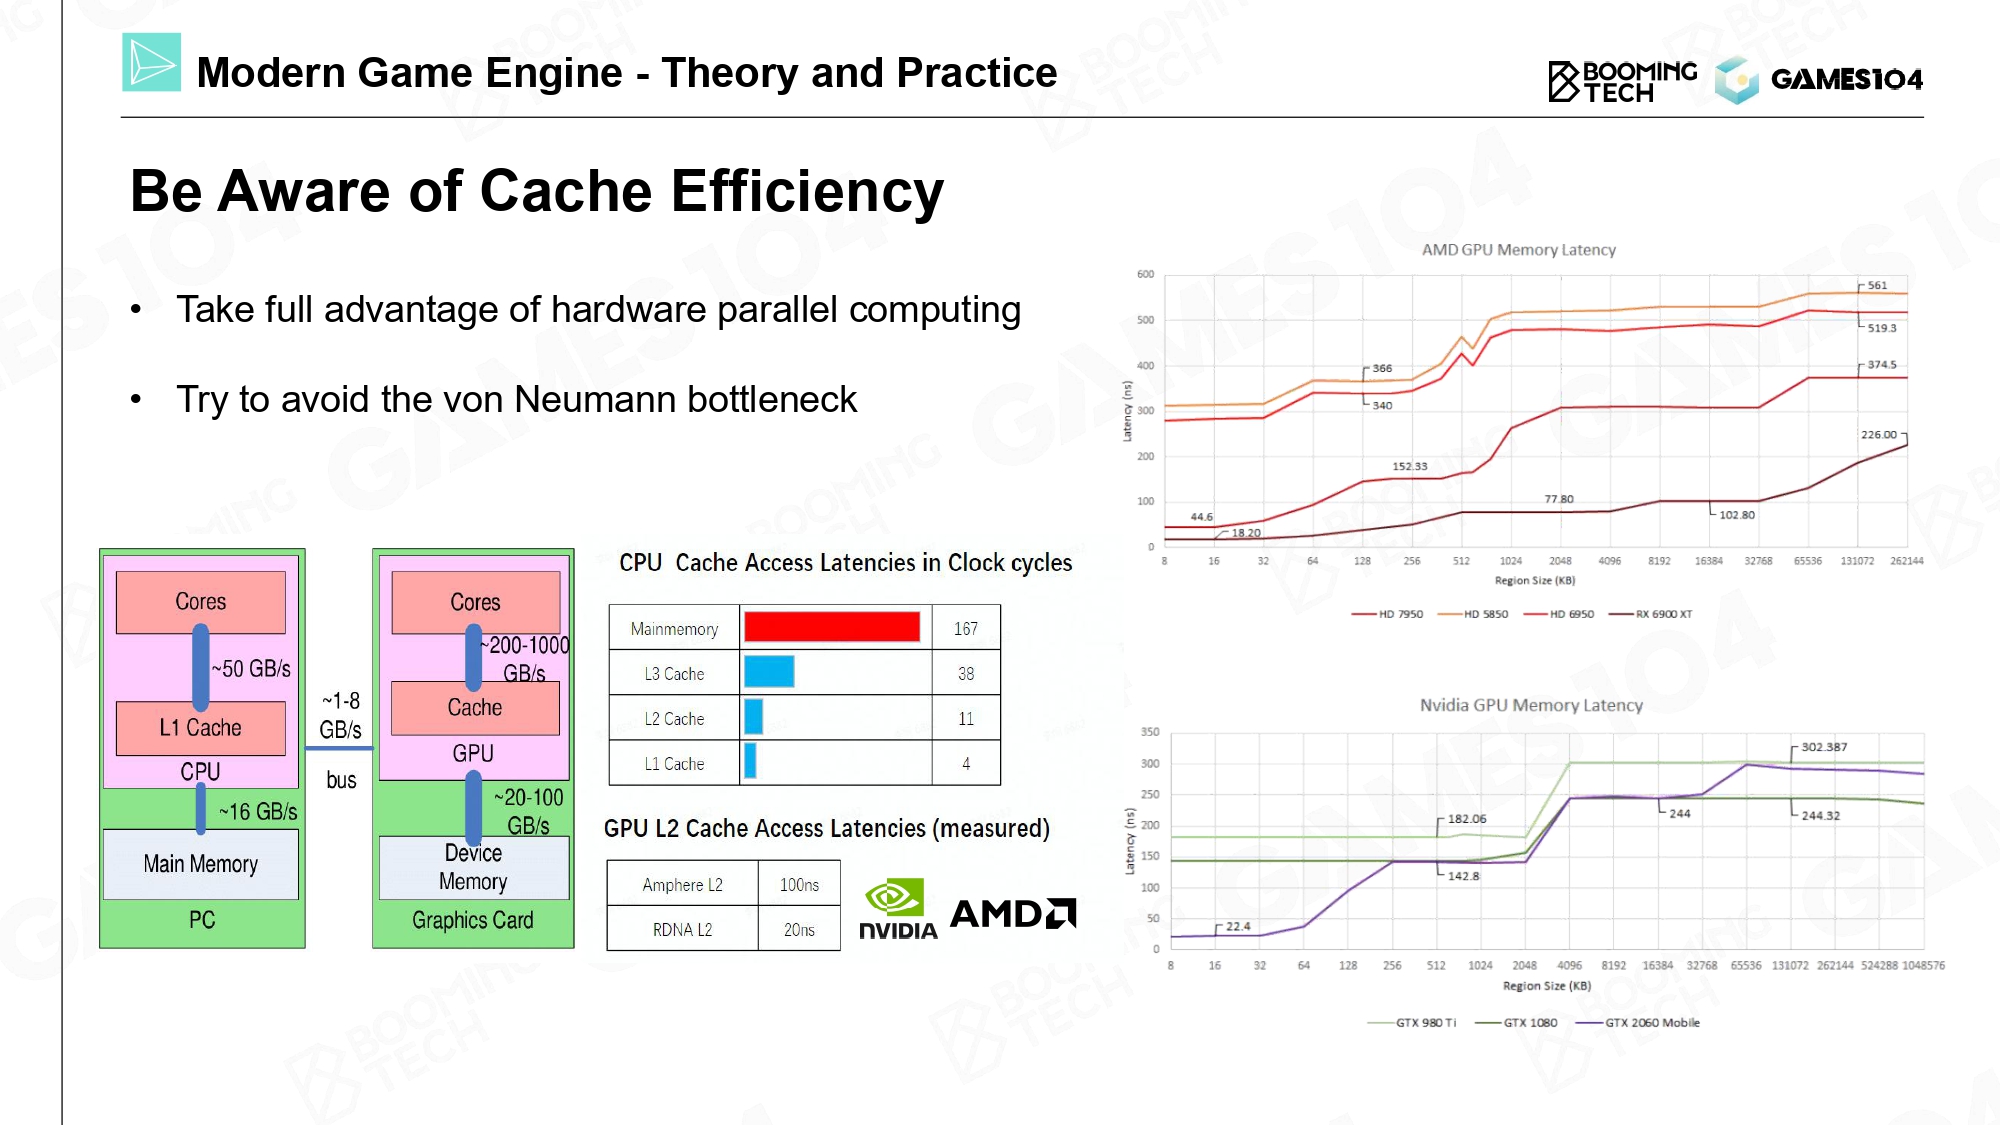 Modern Game Engine - Theory and Practice
BOOMING
TECH
GAMES104
Be Aware of Cache Efficiency
• Take full advantage of hardware parallel computing
• Try to avoid the von Neumann bottleneck
Cores
~50 GB/s
L1 Cache
CPU
~16 GB/s
Main Memory
PC
~1-8
GB/s
bus
Cores
~200-1000
GB/s
Cache
GPU
~20-100
GB/s
Device
Memory
Graphics Card
CPU Cache Access Latencies in Clock cycles
Mainmemory 167
L3 Cache 38
L2 Cache 11
L1 Cache 4
GPU L2 Cache Access Latencies (measured)
Amphere L2 100ns
RDNA L2 20ns
NVIDIA
AMD
AMD GPU Memory Latency
Latency (ns)
600
500
400
300
200
100
0
561
519.3
366
340
374.5
226.00
152.33
77.80
102.80
44.6
18.20
8 16 32 64 128 256 512 1024 2048 4096 8192 16384 32768 65536 131072 262144
Region Size (KB)
HD 7950 HD 5850 HD 6950 RX 6900 XT
Nvidia GPU Memory Latency
Latency (ns)
350
300
250
200
150
100
50
0
302.387
182.06
244
244.32
142.8
22.4
8 16 32 64 128 256 512 1024 2048 4096 8192 16384 32768 65536 131072 262144 524288 1048576
Region Size (KB)
GTX 980 Ti GTX 1080 GTX 2060 Mobile